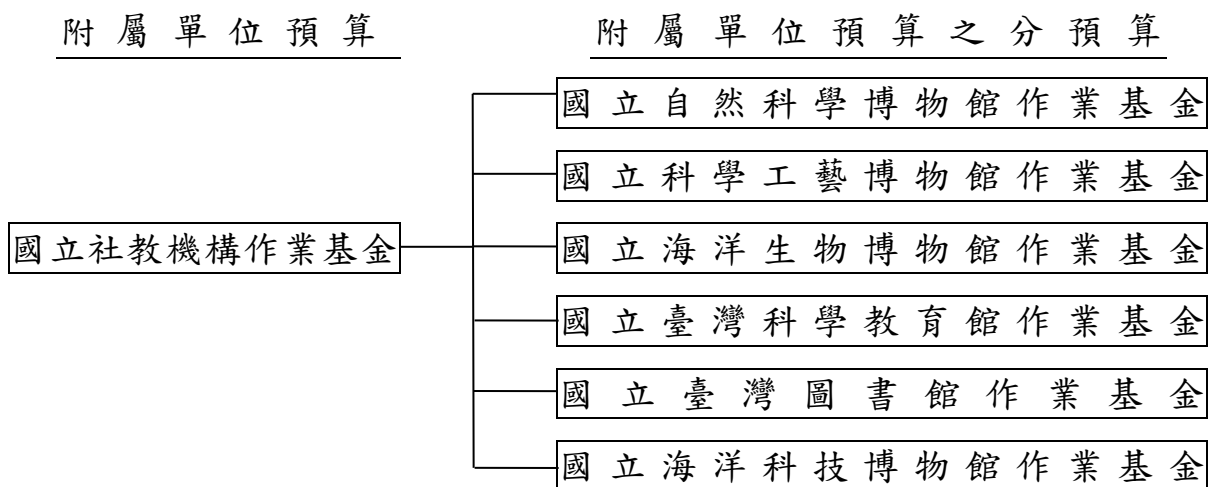 附屬單位預算
附屬單位預算之分預算
國立社教機構作業基金
國立自然科學博物館作業基金
國立科學工藝博物館作業基金
國立海洋生物博物館作業基金
國立臺灣科學教育館作業基金
國立臺灣圖書館作業基金
國立海洋科技博物館作業基金